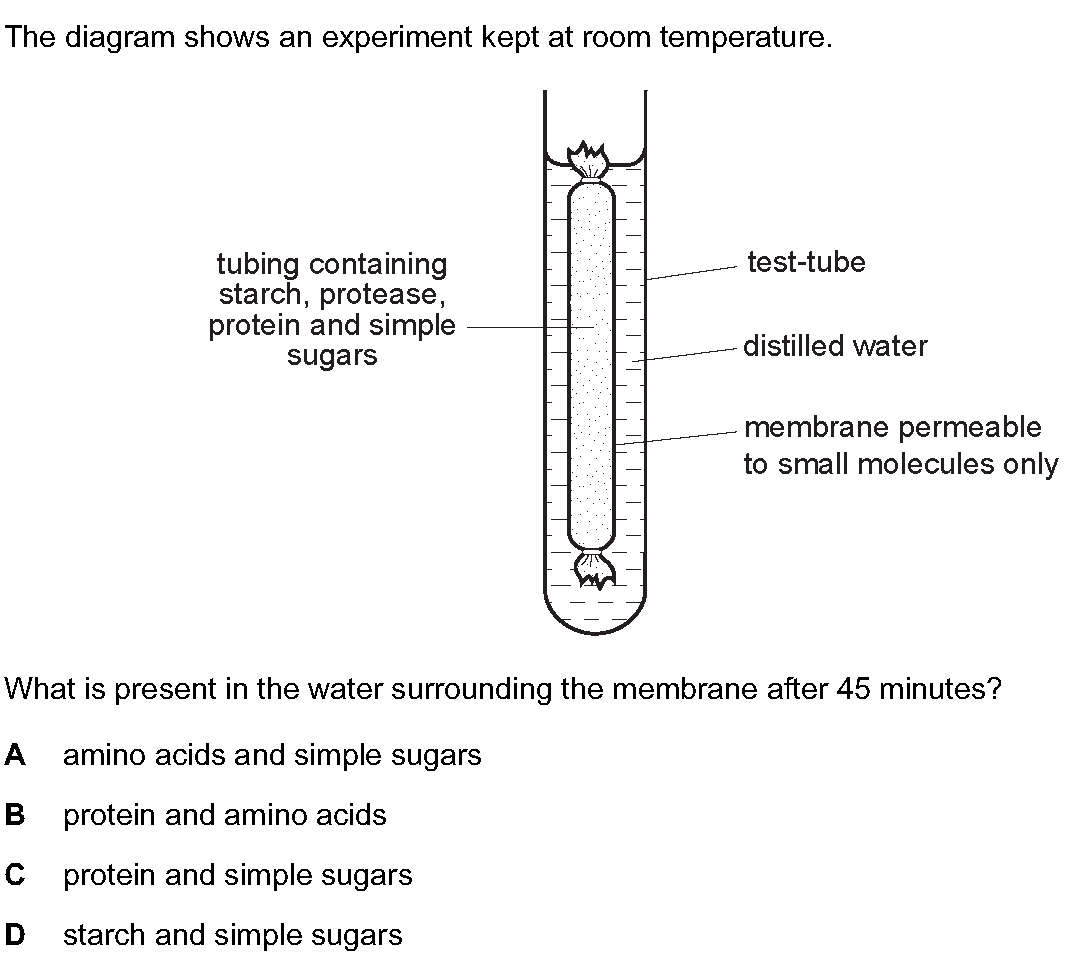 The diagram shows an experiment kept at room temperature.
tubing containing
starch, protease,
protein and simple
sugars
test-tube
distilled water
membrane permeable
to small molecules only
What is present in the water surrounding the membrane after 45 minutes?
A amino acids and simple sugars
B protein and amino acids
C protein and simple sugars
D starch and simple sugars